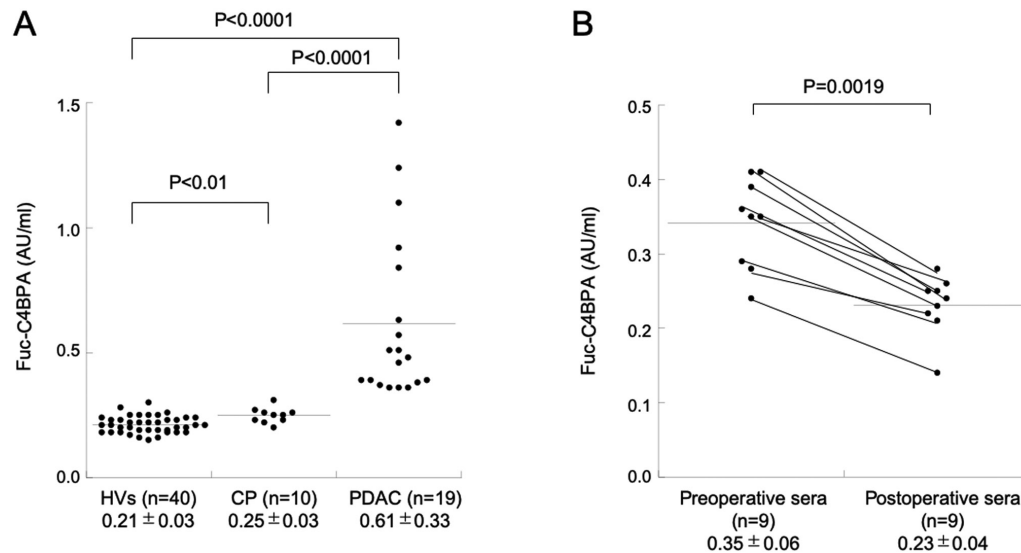 A
P<0.0001
P<0.0001
P<0.01
Fuc-C4BPA (AU/ml)
1.5
1.0
0.5
0.0
HVs (n=40)
0.21±0.03
CP (n=10)
0.25±0.03
PDAC (n=19)
0.61±0.33
B
P=0.0019
Fuc-C4BPA (AU/ml)
0.5
0.4
0.3
0.2
0.1
0.0
Preoperative sera
(n=9)
0.35±0.06
Postoperative sera
(n=9)
0.23±0.04